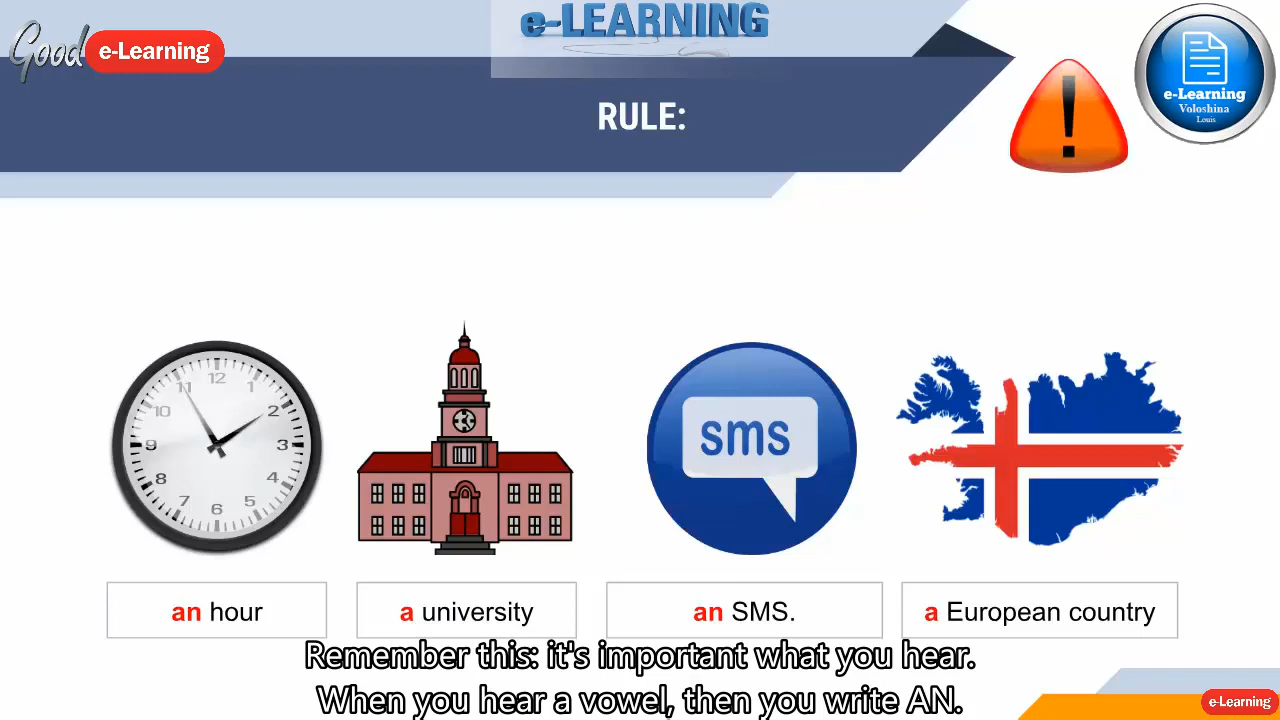 e-LEARNING
Good e-Learning
RULE:
e-Learning
Voloshina
Louis
12
11 1
10 2
9 3
8 4
7 5
6
sms
an hour
a university
an SMS.
a European country
Remember this: it's important what you hear.
When you hear a vowel, then you write AN.
e-Learning